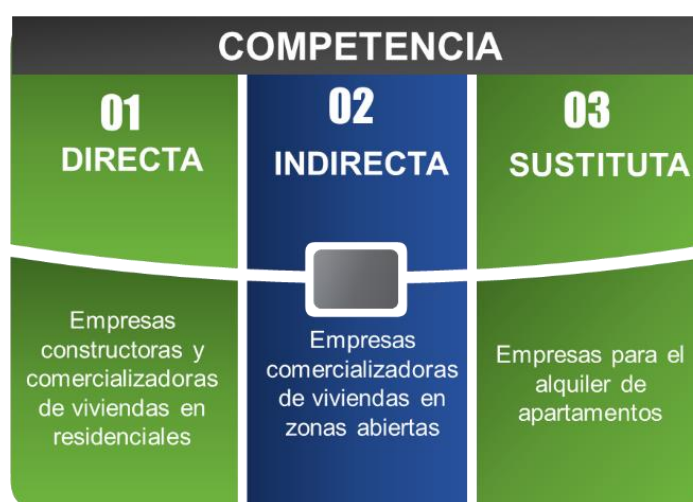 COMPETENCIA
01
DIRECTA
Empresas
constructoras y
comercializadoras
de viviendas en
residenciales
02
INDIRECTA
Empresas
comercializadoras
de viviendas en
zonas abiertas
03
SUSTITUTA
Empresas para el
alquiler de
apartamentos